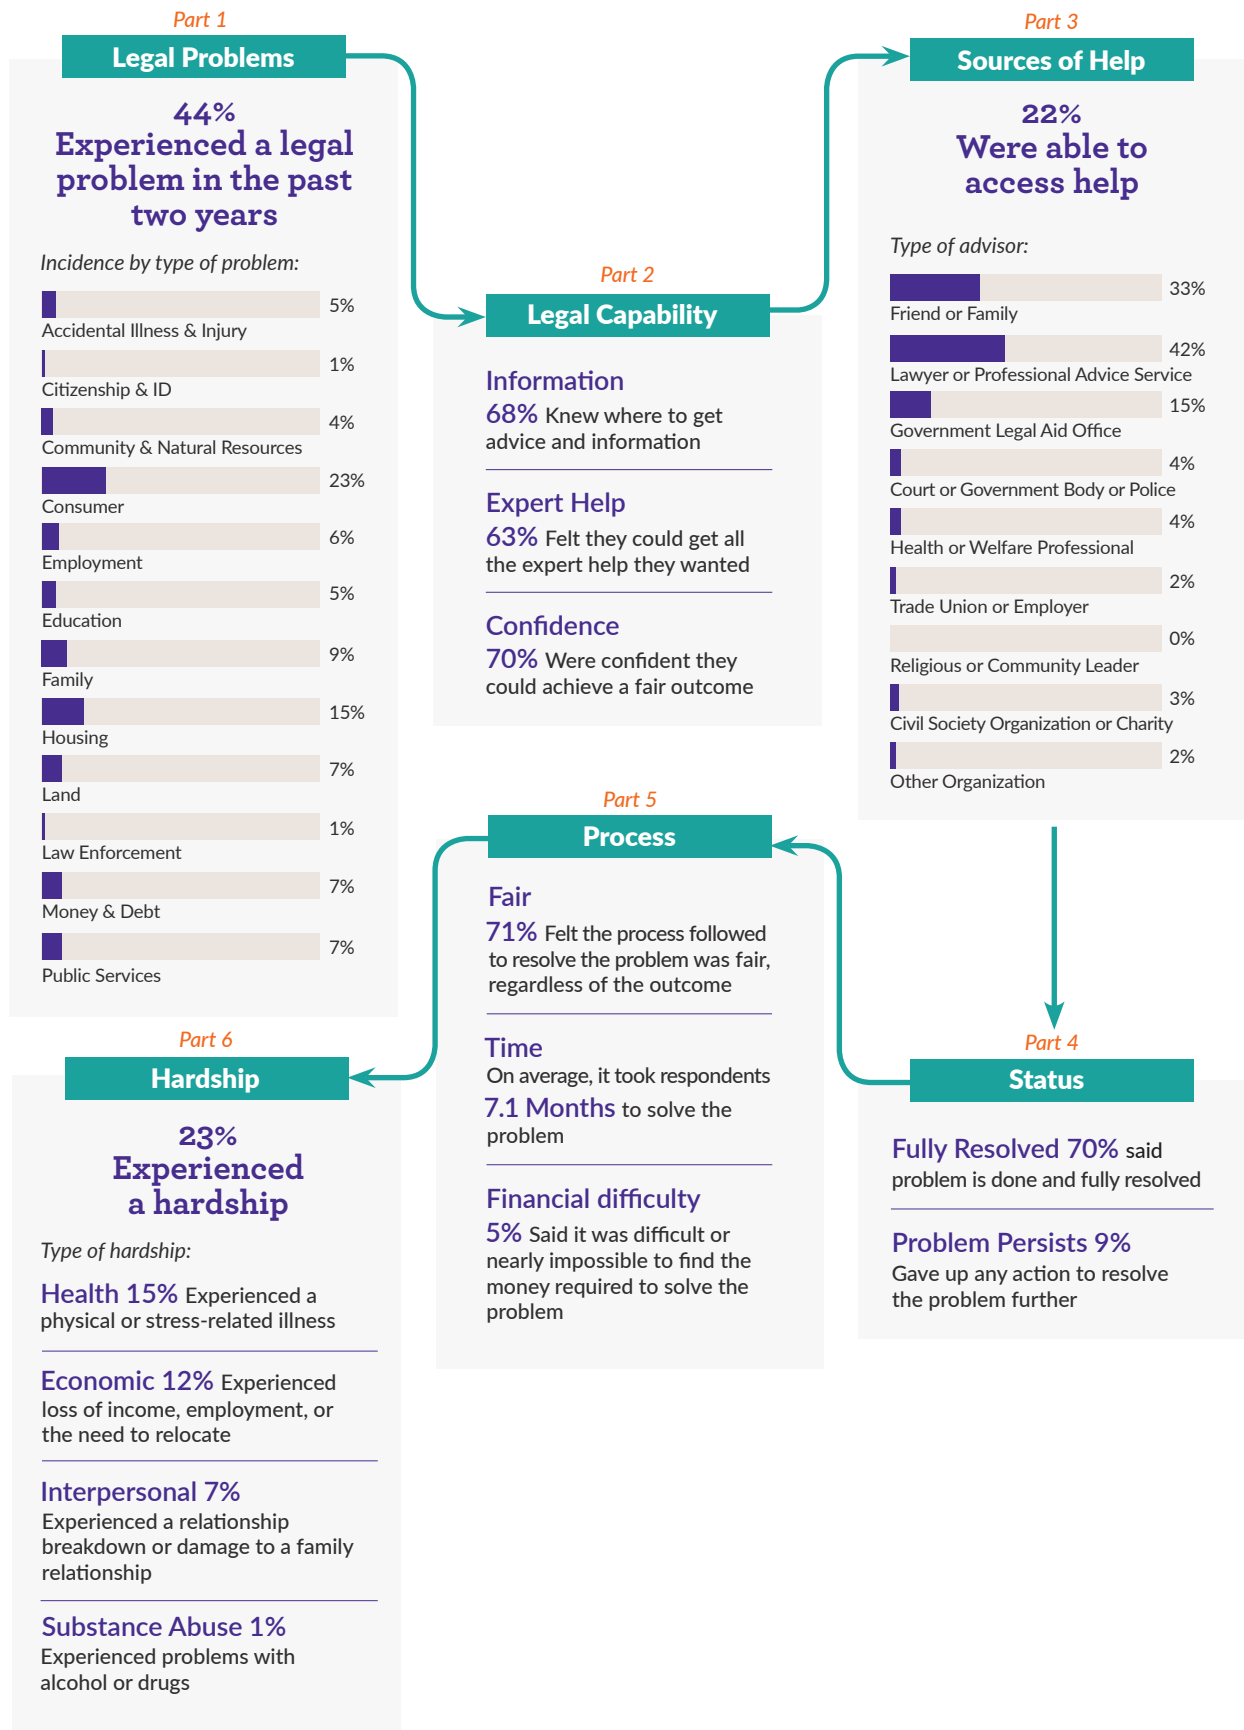 Part 1
Legal Problems
44%
Experienced a legal
problem in the past
two years
Incidence by type of problem:
5%
Accidental Illness & Injury
1%
Citizenship & ID
4%
Community & Natural Resources
23%
Consumer
6%
Employment
5%
Education
9%
Family
15%
Housing
7%
Land
1%
Law Enforcement
7%
Money & Debt
7%
Public Services
Part 2
Legal Capability
Information
68% Knew where to get
advice and information
Expert Help
63% Felt they could get all
the expert help they wanted
Confidence
70% Were confident they
could achieve a fair outcome
Part 3
Sources of Help
22%
Were able to
access help
Type of advisor:
33%
Friend or Family
42%
Lawyer or Professional Advice Service
15%
Government Legal Aid Office
4%
Court or Government Body or Police
4%
Health or Welfare Professional
2%
Trade Union or Employer
0%
Religious or Community Leader
3%
Civil Society Organization or Charity
2%
Other Organization
Part 4
Status
Fully Resolved 70% said
problem is done and fully resolved
Problem Persists 9%
Gave up any action to resolve
the problem further
Part 5
Process
Fair
71% Felt the process followed
to resolve the problem was fair,
regardless of the outcome
Time
On average, it took respondents
7.1 Months to solve the
problem
Financial difficulty
5% Said it was difficult or
nearly impossible to find the
money required to solve the
problem
Part 6
Hardship
23%
Experienced
a hardship
Type of hardship:
Health 15% Experienced a
physical or stress-related illness
Economic 12% Experienced
loss of income, employment, or
the need to relocate
Interpersonal 7%
Experienced a relationship
breakdown or damage to a family
relationship
Substance Abuse 1%
Experienced problems with
alcohol or drugs